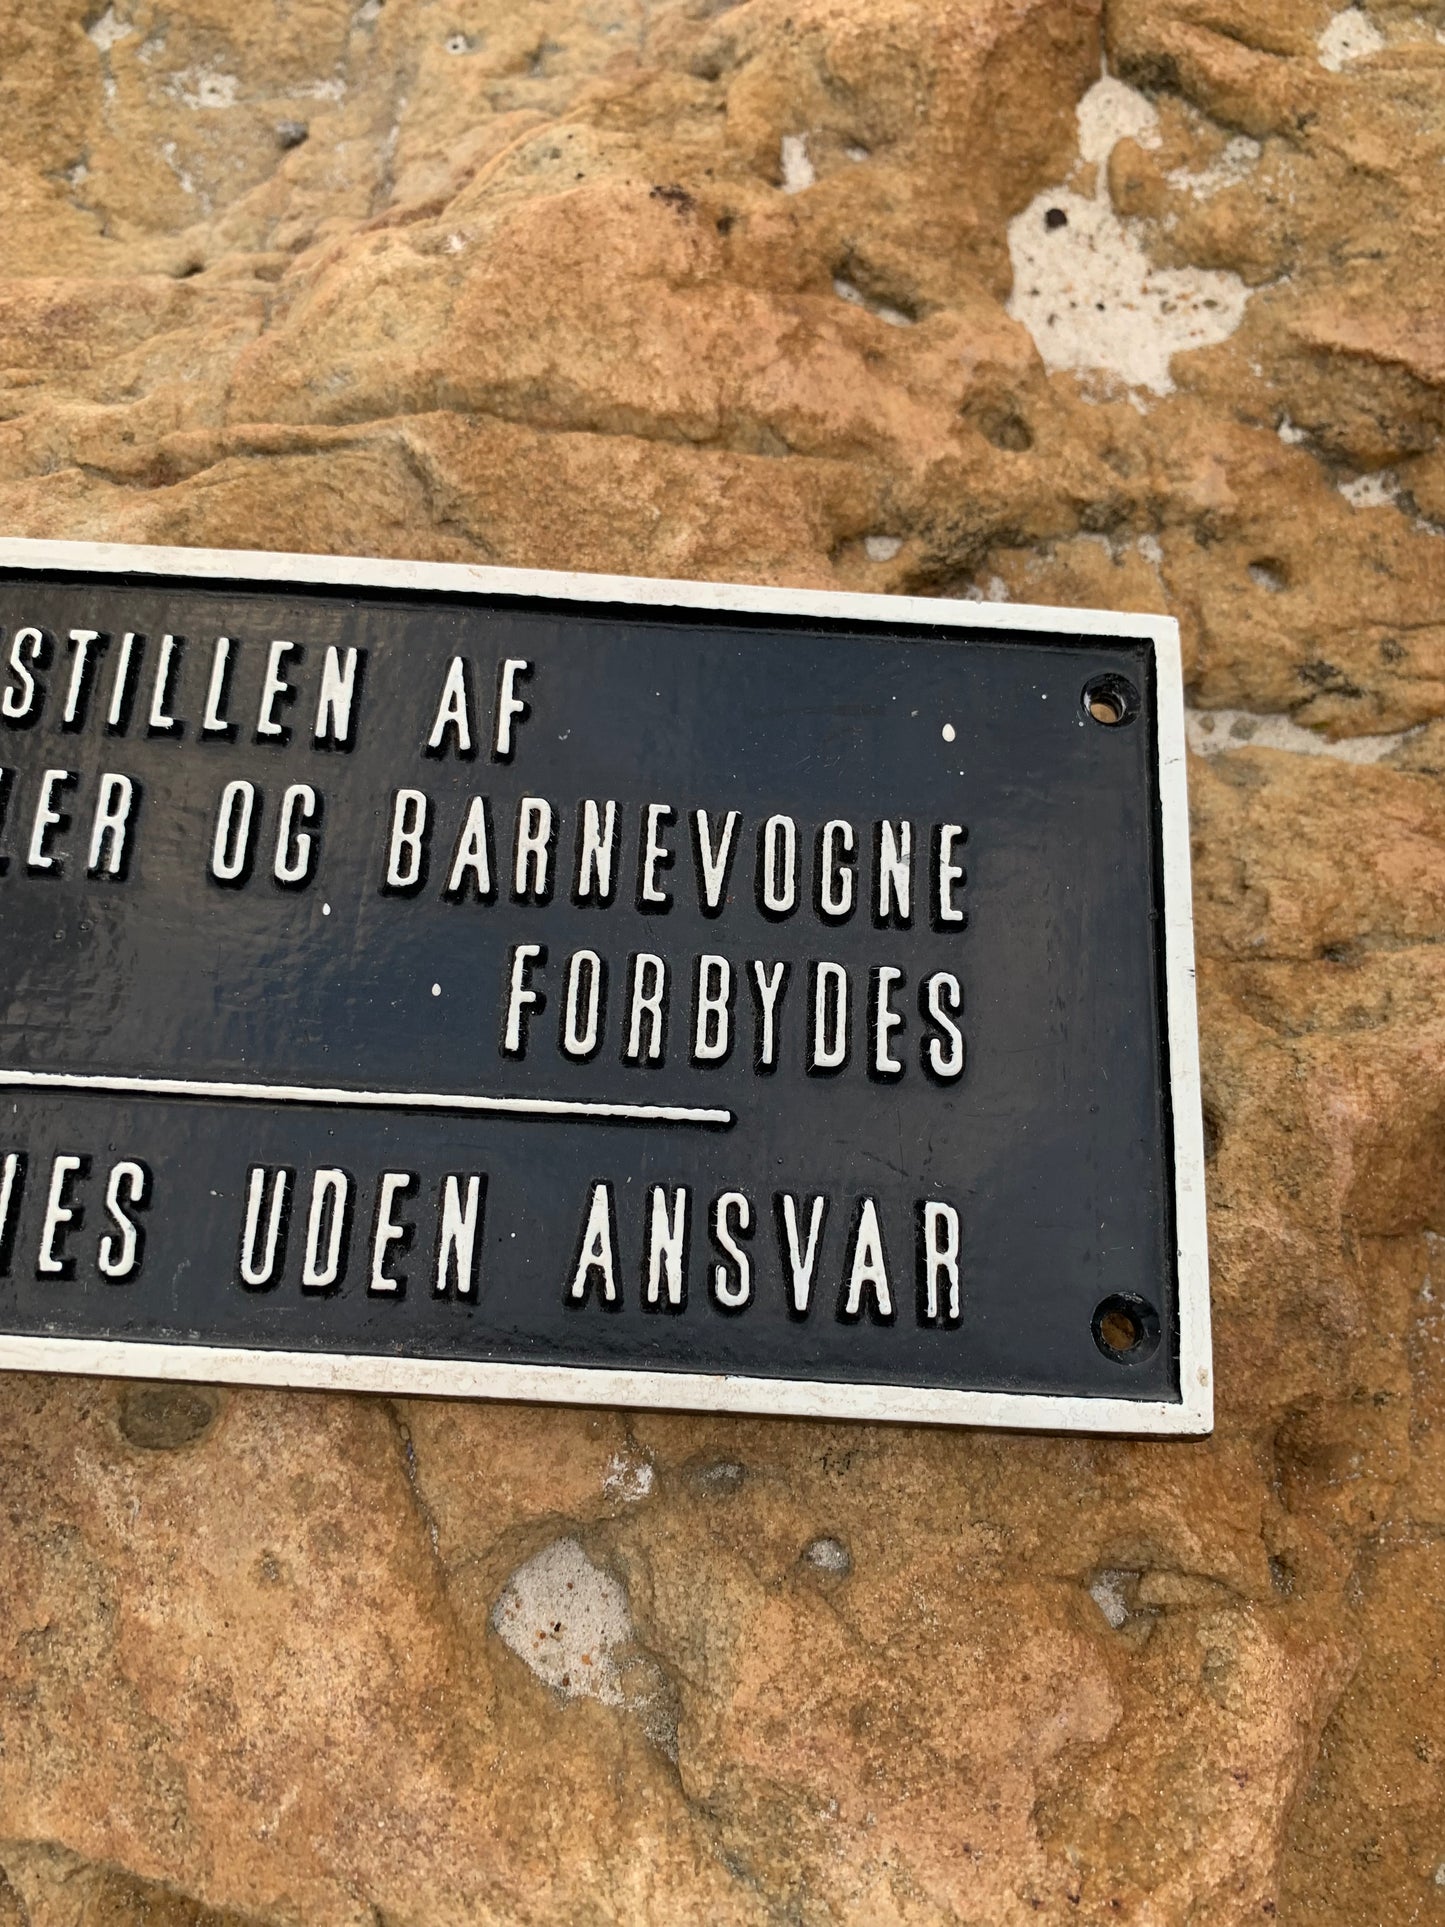 STILLEN AF
LER OG BARNEVOGNE
FORBYDES
NES UDEN ANSVAR